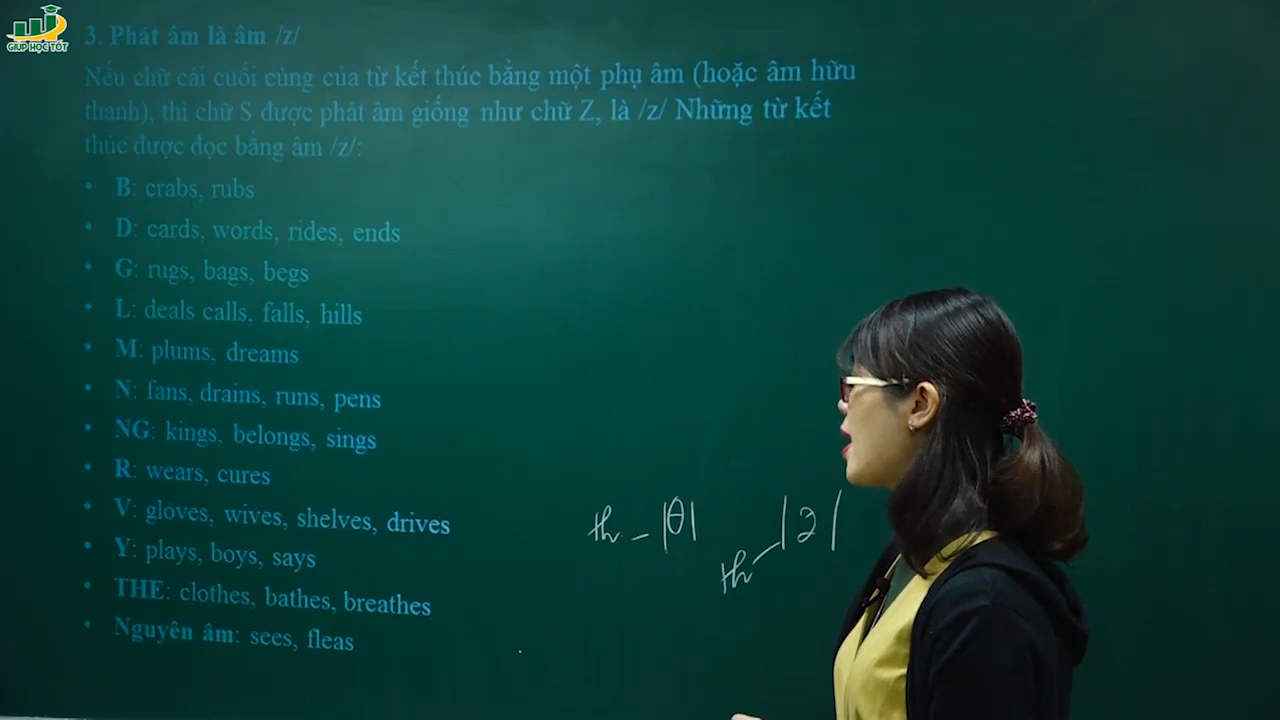 GIÚP HỌC TỐT
3. Phát âm là âm /z/
Nếu chữ cái cuối cùng của từ kết thúc bằng một phụ âm (hoặc âm hữu
thanh), thì chữ S được phát âm giống như chữ Z, là /z/ Những từ kết
thúc được đọc bằng âm /z/:
• B: crabs, rubs
• D: cards, words, rides, ends
• G: rugs, bags, begs
• L: deals calls, falls, hills
• M: plums, dreams
• N: fans, drains, runs, pens
• NG: kings, belongs, sings
• R: wears, cures
• V: gloves, wives, shelves, drives
• Y: plays, boys, says
• THE: clothes, bathes, breathes
• Nguyên âm: sees, fleas
th - |θ|
th - |∂|